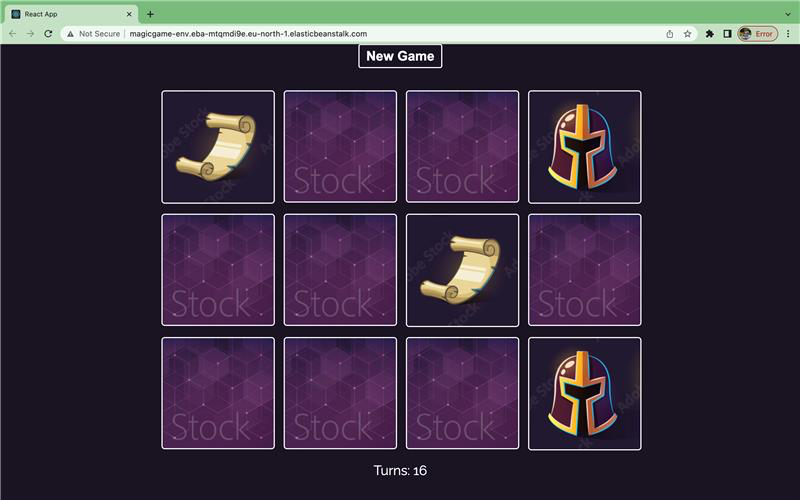 React App
Not Secure
magicgame-env.eba-mtqmdi9e.eu-north-1.elasticbeanstalk.com
Error
New Game
Stock
Stock
Stock
Stock
Stock
Stock
Stock
Stock
Turns: 16